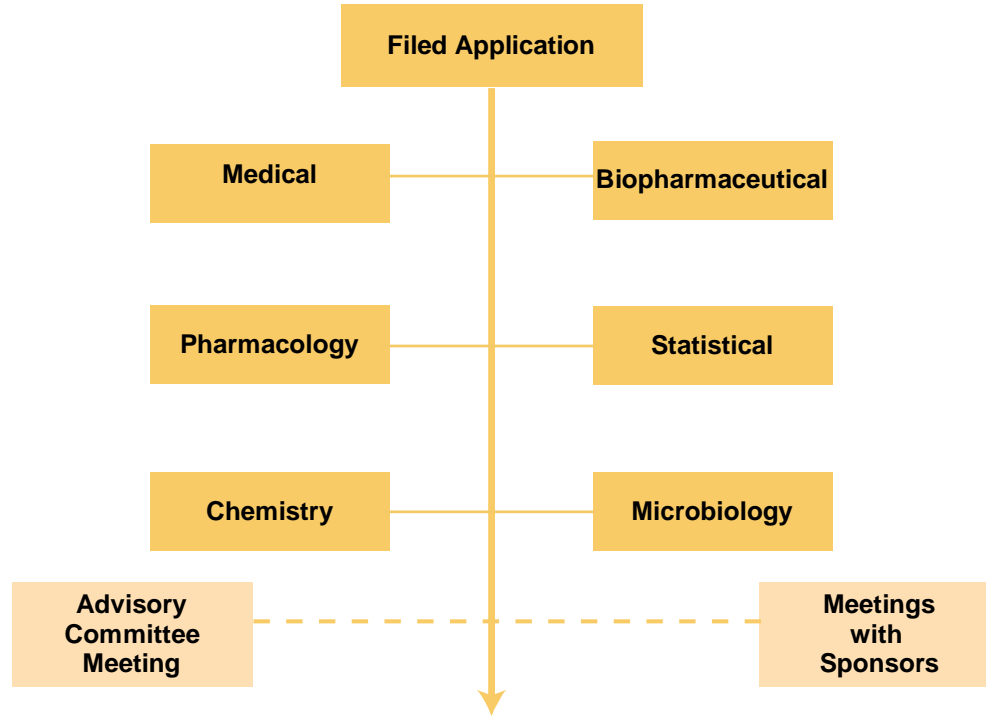 Filed Application
Medical
Biopharmaceutical
Pharmacology
Statistical
Chemistry
Microbiology
Advisory
Committee
Meeting
Meetings
with
Sponsors